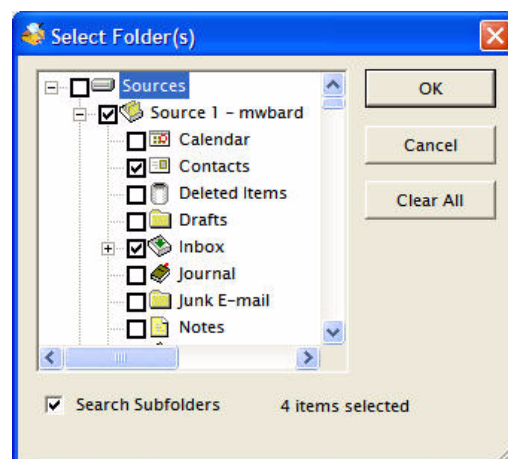 Select Folder(s)
Sources
Source 1 - mwbard
Calendar
Contacts
Deleted Items
Drafts
Inbox
Journal
Junk E-mail
Notes
OK
Cancel
Clear All
Search Subfolders
4 items selected